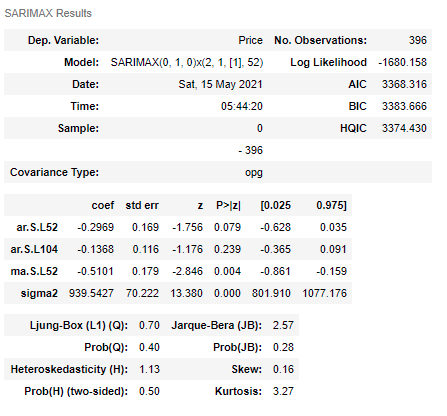 SARIMAX Results
Dep. Variable: Price No. Observations: 396
Model: SARIMAX(0, 1, 0)x(2, 1, [1], 52) Log Likelihood -1680.158
Date: Sat, 15 May 2021 AIC 3368.316
Time: 05:44:20 BIC 3383.666
Sample: 0 HQIC 3374.430
- 396
Covariance Type: opg
coef std err z P>|z| [0.025 0.975]
ar.S.L52 -0.2969 0.169 -1.756 0.079 -0.628 0.035
ar.S.L104 -0.1368 0.116 -1.176 0.239 -0.365 0.091
ma.S.L52 -0.5101 0.179 -2.846 0.004 -0.861 -0.159
sigma2 939.5427 70.222 13.380 0.000 801.910 1077.176
Ljung-Box (L1) (Q): 0.70 Jarque-Bera (JB): 2.57
Prob(Q): 0.40 Prob(JB): 0.28
Heteroskedasticity (H): 1.13 Skew: 0.16
Prob(H) (two-sided): 0.50 Kurtosis: 3.27